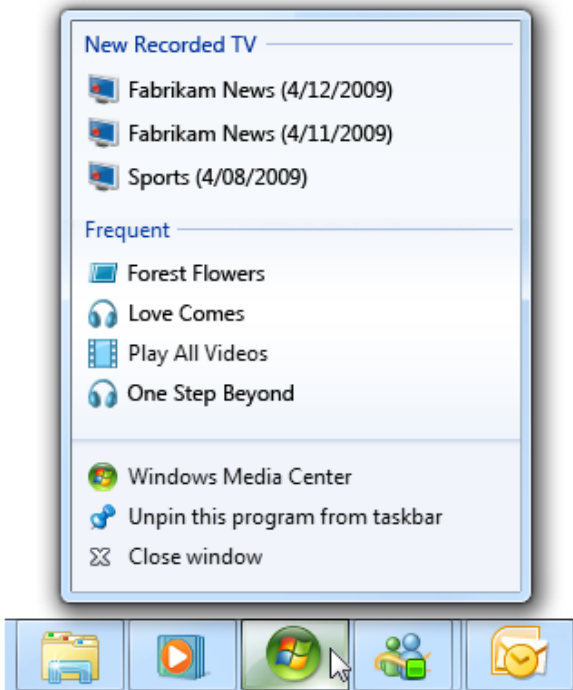 New Recorded TV
Fabrikam News (4/12/2009)
Fabrikam News (4/11/2009)
Sports (4/08/2009)
Frequent
Forest Flowers
Love Comes
Play All Videos
One Step Beyond
Windows Media Center
Unpin this program from taskbar
Close window